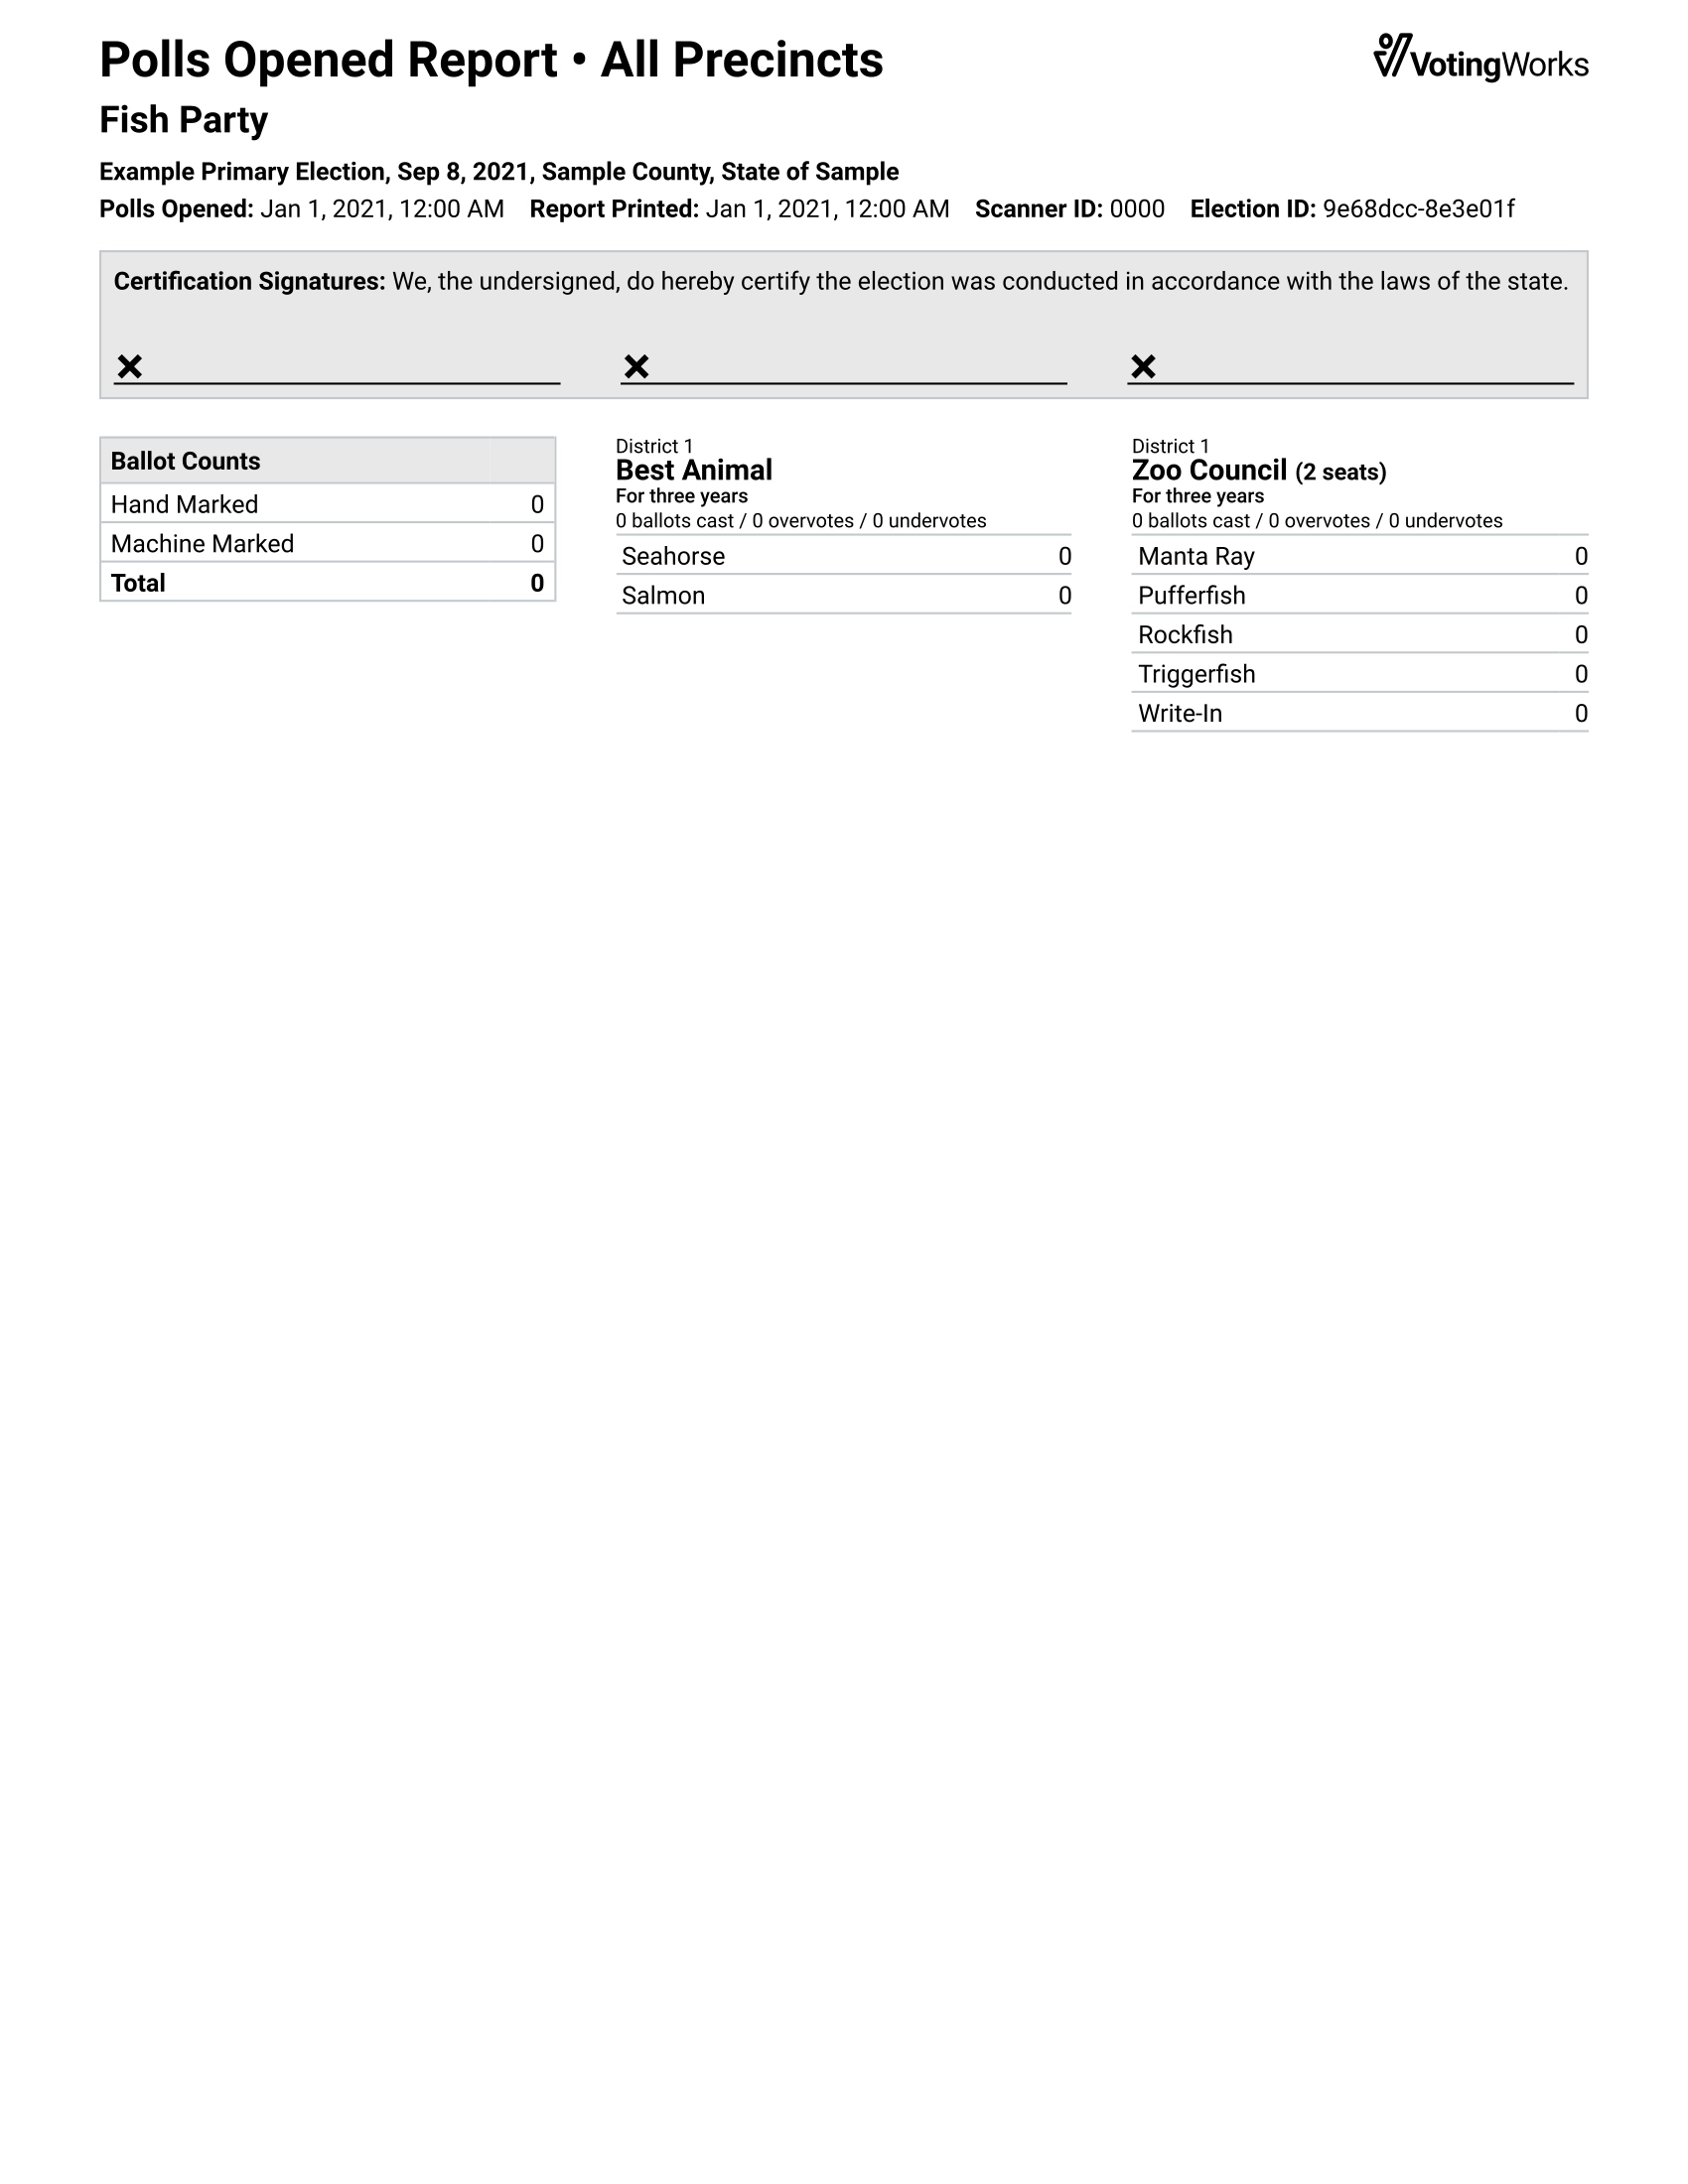 Polls Opened Report • All Precincts
VotingWorks
Fish Party
Example Primary Election, Sep 8, 2021, Sample County, State of Sample
Polls Opened: Jan 1, 2021, 12:00 AM Report Printed: Jan 1, 2021, 12:00 AM Scanner ID: 0000 Election ID: 9e68dcc-8e3e01f
Certification Signatures: We, the undersigned, do hereby certify the election was conducted in accordance with the laws of the state.
Ballot Counts
Hand Marked 0
Machine Marked 0
Total 0
District 1
Best Animal
For three years
0 ballots cast / 0 overvotes / 0 undervotes
Seahorse 0
Salmon 0
District 1
Zoo Council (2 seats)
For three years
0 ballots cast / 0 overvotes / 0 undervotes
Manta Ray 0
Pufferfish 0
Rockfish 0
Triggerfish 0
Write-In 0